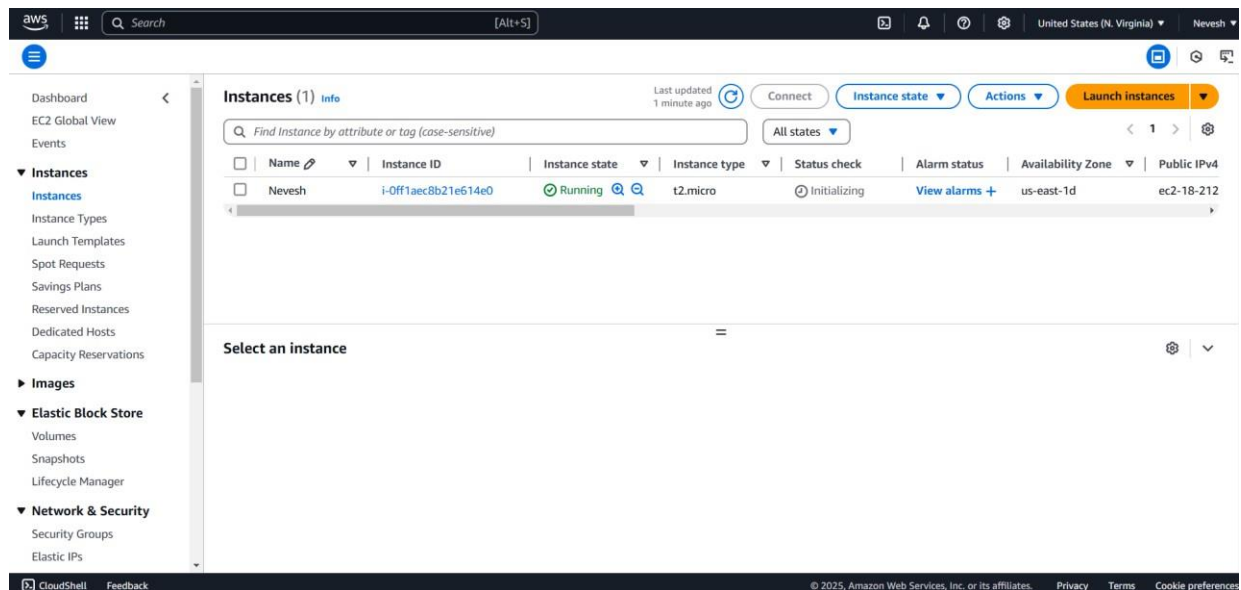 aws Search [Alt+S] United States (N. Virginia) Nevesh
Dashboard
EC2 Global View
Events
Instances
Instances
Instance Types
Launch Templates
Spot Requests
Savings Plans
Reserved Instances
Dedicated Hosts
Capacity Reservations
Images
Elastic Block Store
Volumes
Snapshots
Lifecycle Manager
Network & Security
Security Groups
Elastic IPs
Instances (1) Info Last updated 1 minute ago Connect Instance state Actions Launch instances
Find Instance by attribute or tag (case-sensitive) All states 1
Name Instance ID Instance state Instance type Status check Alarm status Availability Zone Public IPv4
Nevesh i-0ff1aec8b21e614e0 Running t2.micro Initializing View alarms + us-east-1d ec2-18-212
Select an instance
CloudShell Feedback © 2025, Amazon Web Services, Inc. or its affiliates. Privacy Terms Cookie preferences